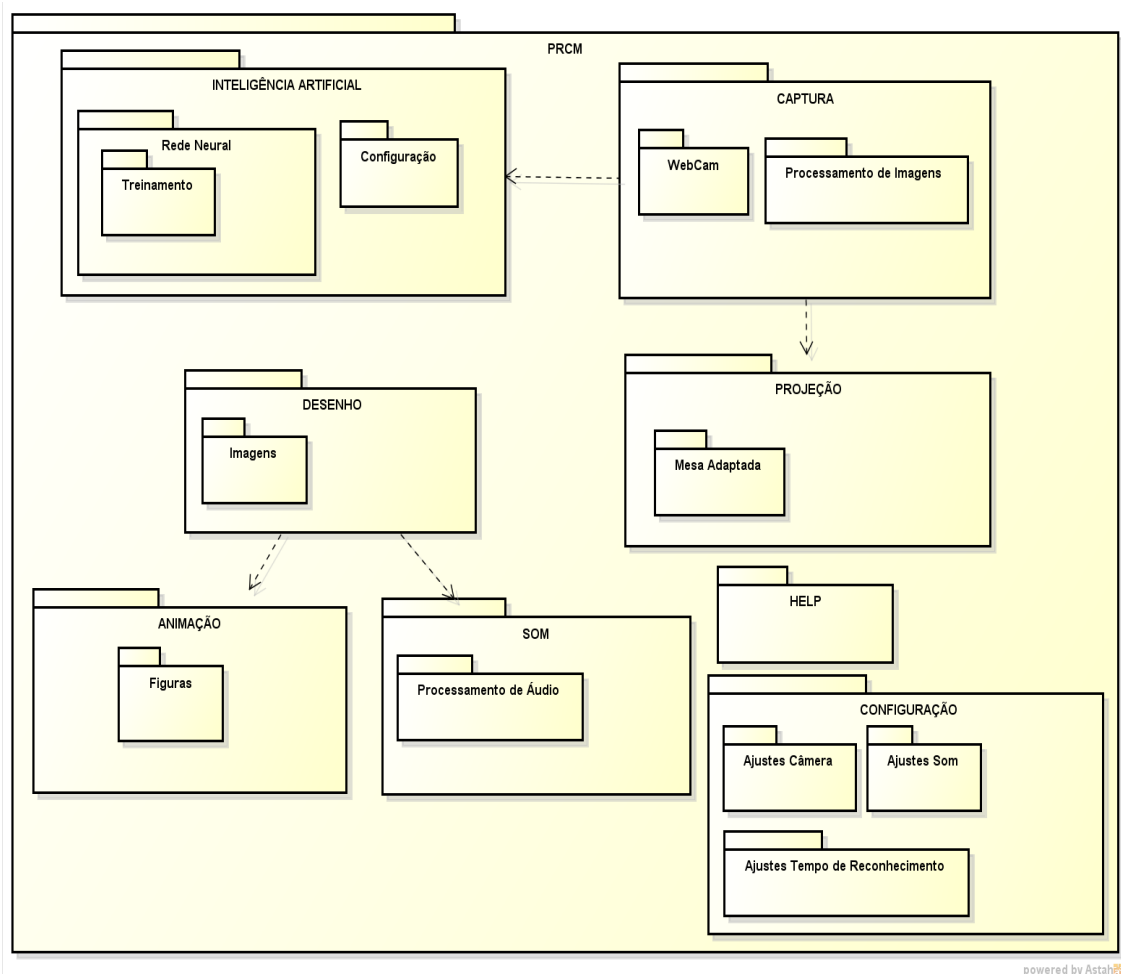 PRCM
INTELIGÊNCIA ARTIFICIAL
Rede Neural
Treinamento
Configuração
CAPTURA
WebCam
Processamento de Imagens
DESENHO
Imagens
PROJEÇÃO
Mesa Adaptada
ANIMAÇÃO
Figuras
SOM
Processamento de Áudio
HELP
CONFIGURAÇÃO
Ajustes Câmera
Ajustes Som
Ajustes Tempo de Reconhecimento
powered by Astah